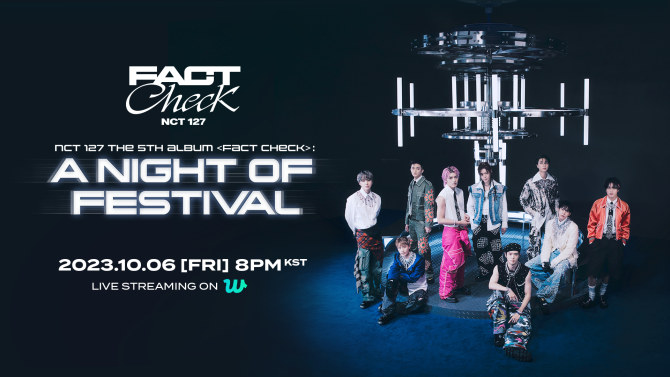 FACT
Check
NCT 127
NCT 127 THE 5TH ALBUM <FACT CHECK>:
A NIGHT OF
FESTIVAL
2023.10.06 [FRI] 8PM KST
LIVE STREAMING ON w